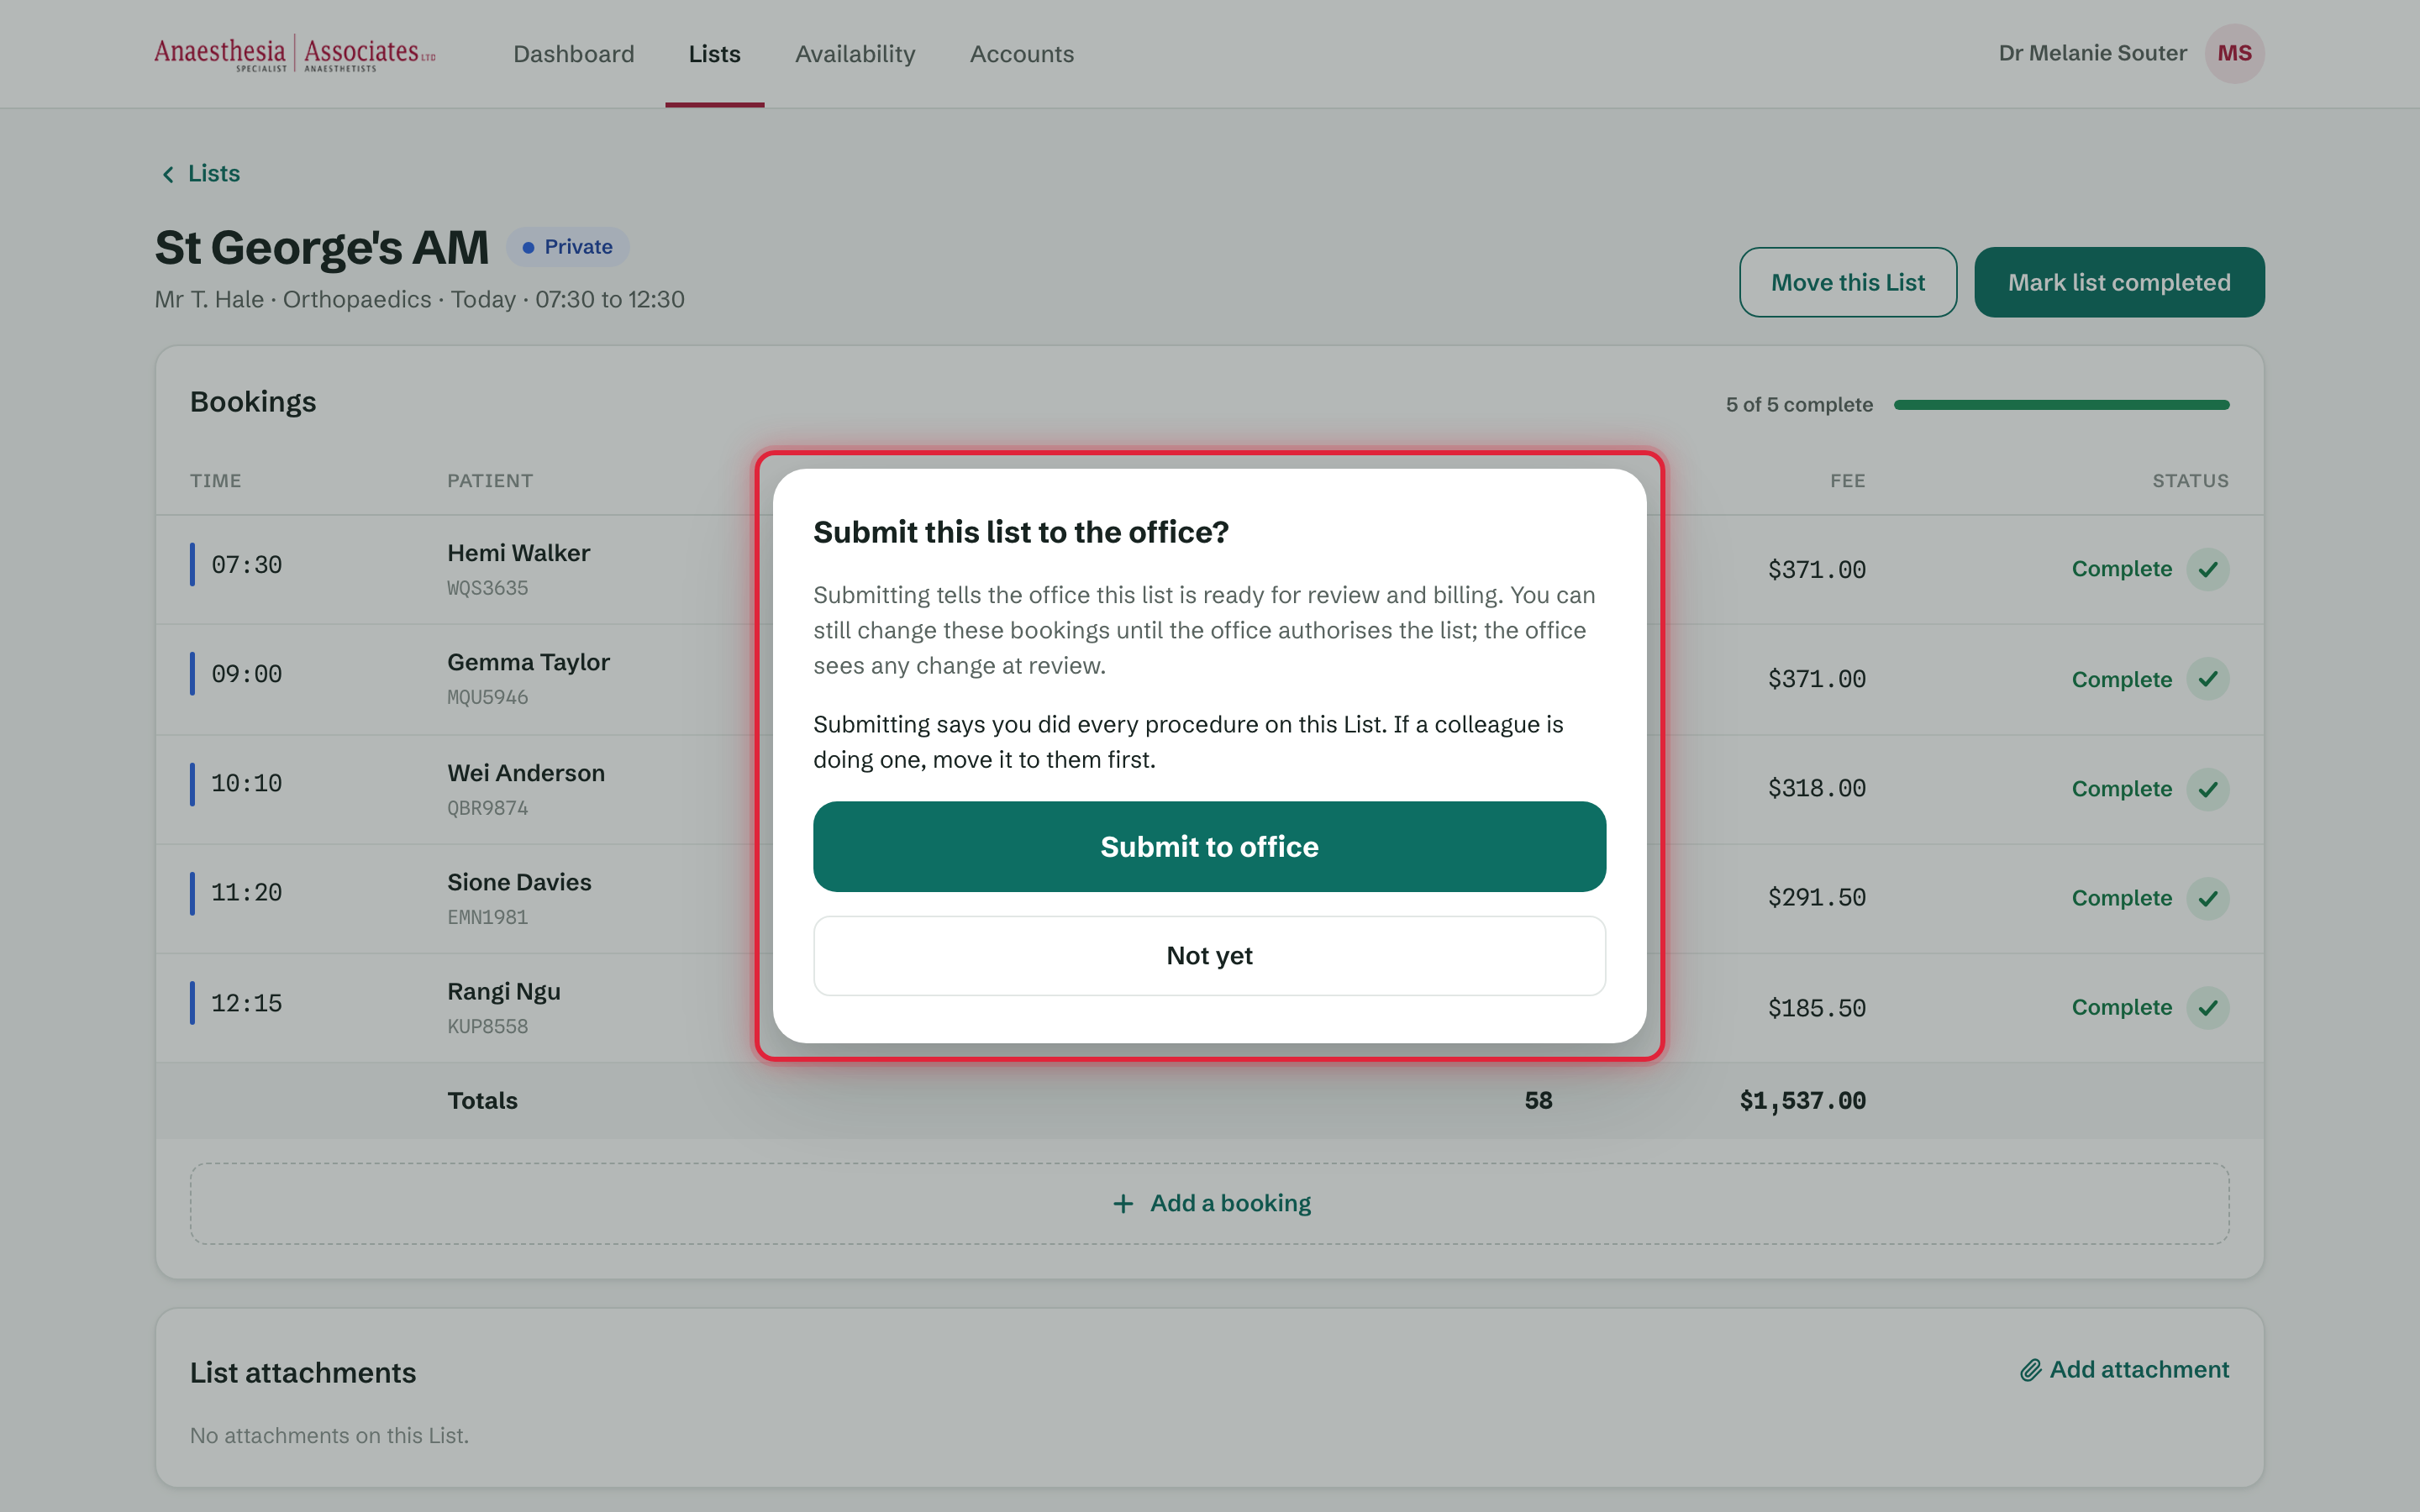 Anaesthesia | Associates LTD
SPECIALIST ANAESTHETISTS
Dashboard
Lists
Availability
Accounts
Dr Melanie Souter
MS
Lists
St George's AM
Private
Mr T. Hale · Orthopaedics · Today · 07:30 to 12:30
Move this List
Mark list completed
Bookings
5 of 5 complete
TIME PATIENT FEE STATUS
07:30 Hemi Walker $371.00 Complete
WQS3635
09:00 Gemma Taylor $371.00 Complete
MQU5946
10:10 Wei Anderson $318.00 Complete
QBR9874
11:20 Sione Davies $291.50 Complete
EMN1981
12:15 Rangi Ngu $185.50 Complete
KUP8558
Totals 58 $1,537.00
Add a booking
List attachments
Add attachment
No attachments on this List.
Submit this list to the office?
Submitting tells the office this list is ready for review and billing. You can
still change these bookings until the office authorises the list; the office
sees any change at review.
Submitting says you did every procedure on this List. If a colleague is
doing one, move it to them first.
Submit to office
Not yet